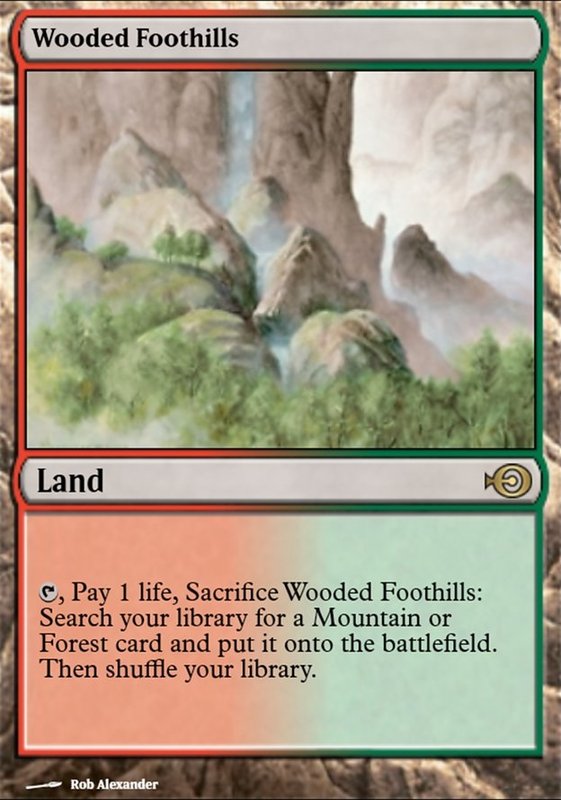 Wooded Foothills
Land
, Pay 1 life, Sacrifice Wooded Foothills:
Search your library for a Mountain or
Forest card and put it onto the battlefield.
Then shuffle your library.
Rob Alexander